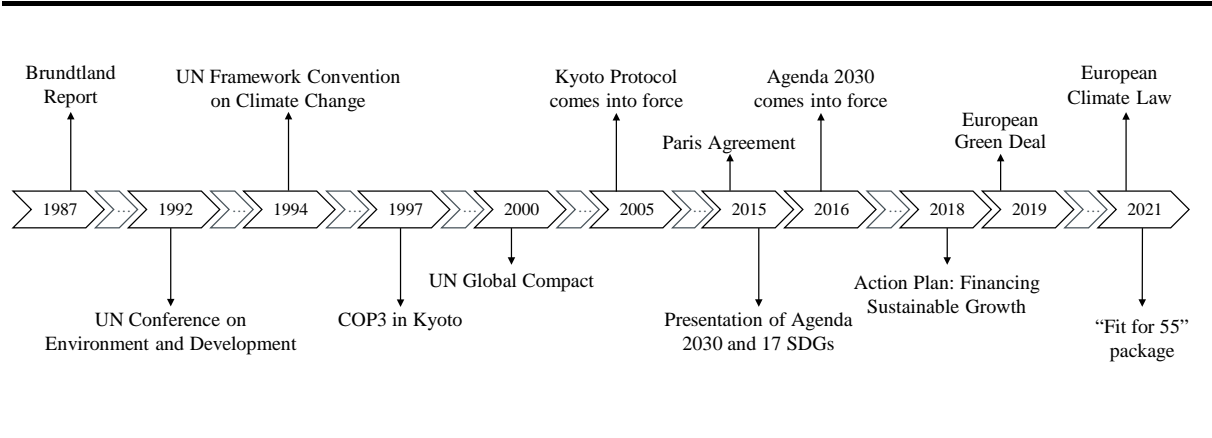 Brundtland
Report
UN Framework Convention
on Climate Change
Kyoto Protocol
comes into force
Paris Agreement
Agenda 2030
comes into force
European
Green Deal
European
Climate Law
1987 ... 1992 ... 1994 ... 1997 ... 2000 ... 2005 ... 2015 2016 ... 2018 2019 ... 2021
UN Conference on
Environment and Development
COP3 in Kyoto
UN Global Compact
Presentation of Agenda
2030 and 17 SDGs
Action Plan: Financing
Sustainable Growth
“Fit for 55”
package